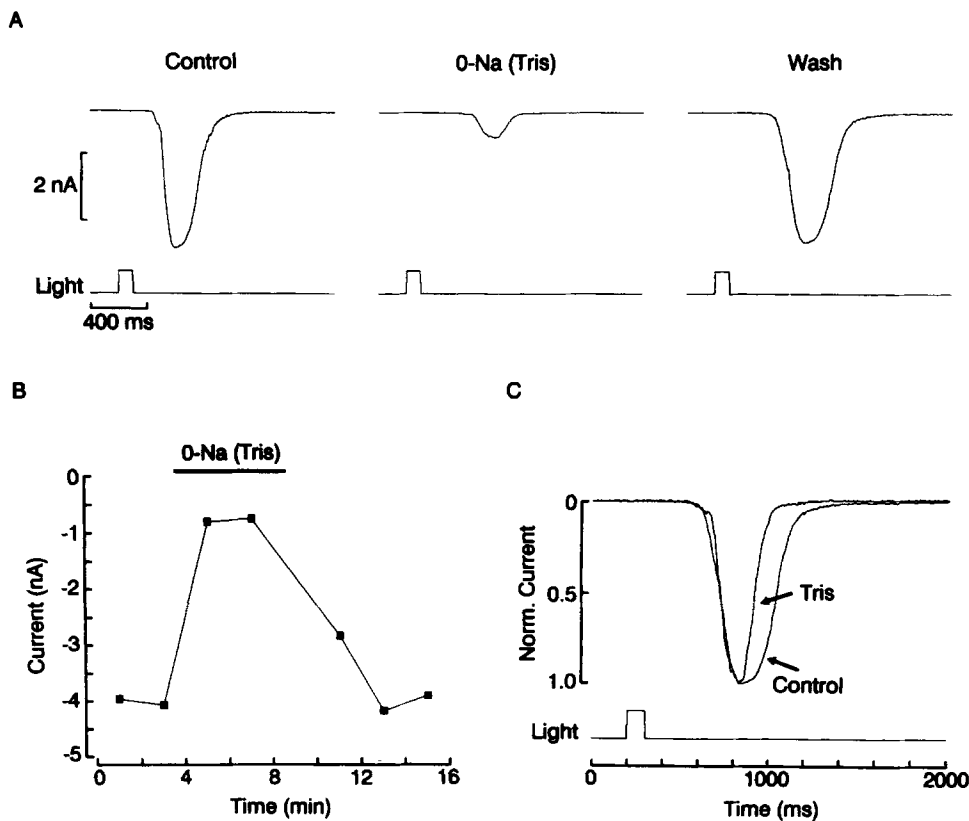 A
Control
0-Na (Tris)
Wash
2 nA
Light
400 ms
B
0-Na (Tris)
0
-1
-2
-3
-4
-5
Current (nA)
0 4 8 12 16
Time (min)
C
0
0.5
1.0
Norm. Current
Tris
Control
Light
0 1000 2000
Time (ms)